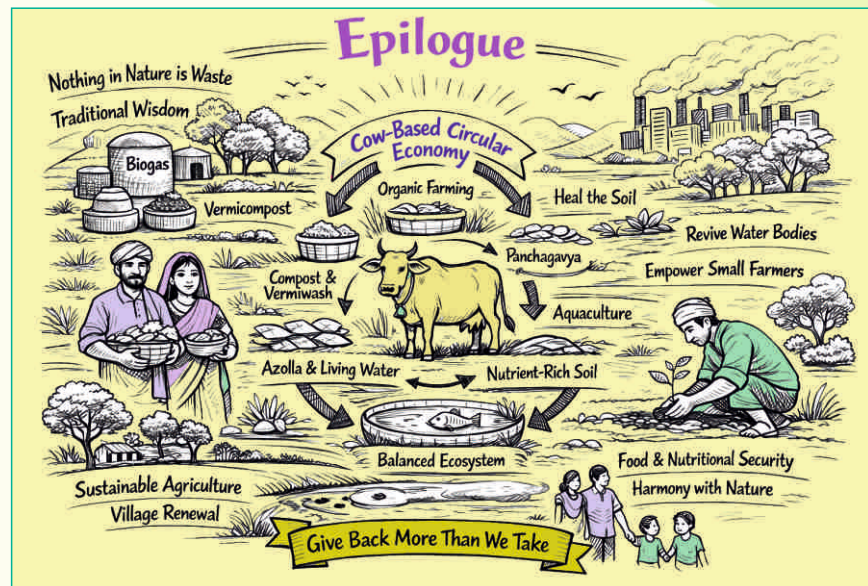 Epilogue
Nothing in Nature is Waste
Traditional Wisdom
Biogas
Vermicompost
Cow-Based Circular
Economy
Organic Farming
Heal the Soil
Panchagavya
Revive Water Bodies
Empower Small Farmers
Compost &
Vermiwash
Aquaculture
Azolla & Living Water
Nutrient-Rich Soil
Balanced Ecosystem
Sustainable Agriculture
Village Renewal
Food & Nutritional Security
Harmony with Nature
Give Back More Than We Take